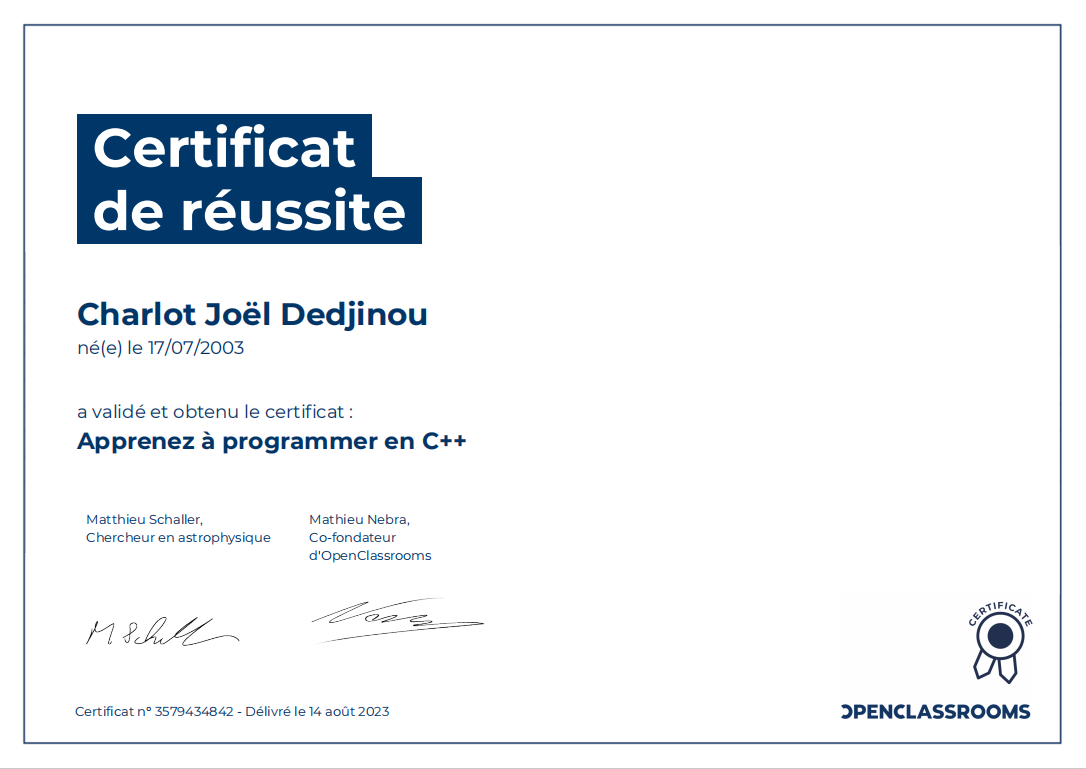 Certificat
de réussite
Charlot Joël Dedjinou
né(e) le 17/07/2003
a validé et obtenu le certificat :
Apprenez à programmer en C++
Matthieu Schaller,
Chercheur en astrophysique
Mathieu Nebra,
Co-fondateur
d'OpenClassrooms
M Schaller
CERTIFICATE
Certificat nº 3579434842 - Délivré le 14 août 2023
OPENCLASSROOMS